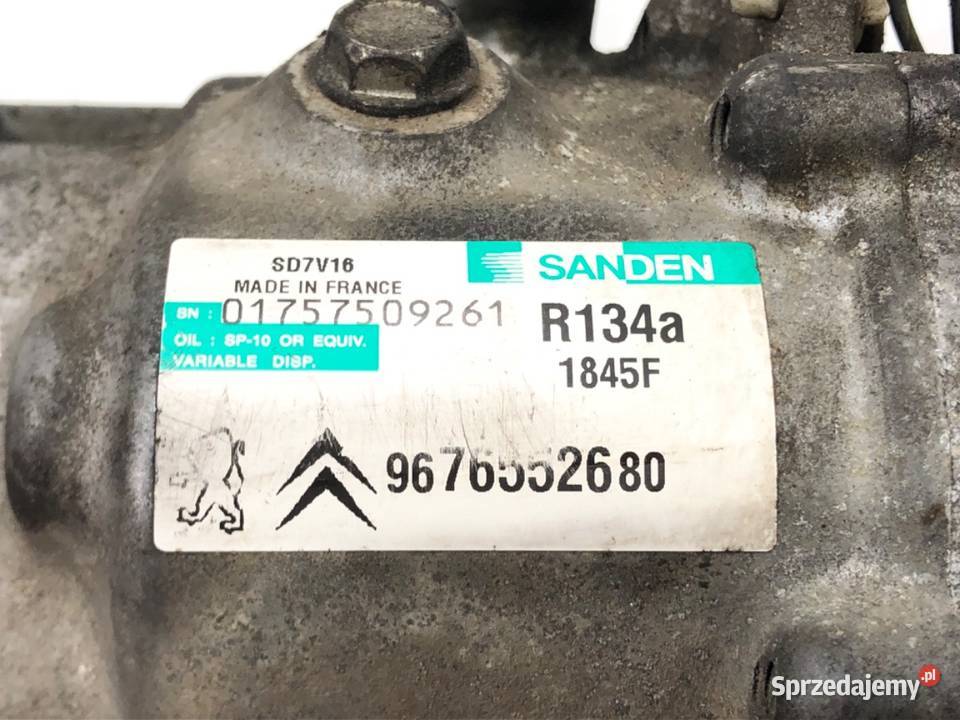 SD7V16
MADE IN FRANCE
SANDEN
SN : 01757509261
OIL : SP-10 OR EQUIV.
VARIABLE DISP.
R134a
1845F
9676552680
Sprzedajemy.pl